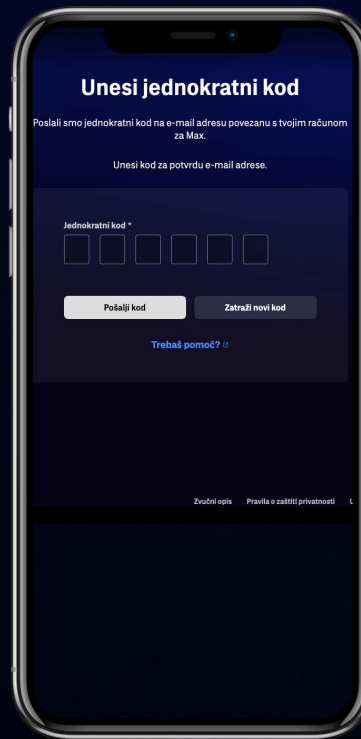 Unesi jednokratni kod
Poslali smo jednokratni kod na e-mail adresu povezanu s tvojim računom
za Max.
Unesi kod za potvrdu e-mail adrese.
Jednokratni kod *
Pošalji kod
Zatraži novi kod
Trebaš pomoć?
Zvučni opis
Pravila o zaštiti privatnosti